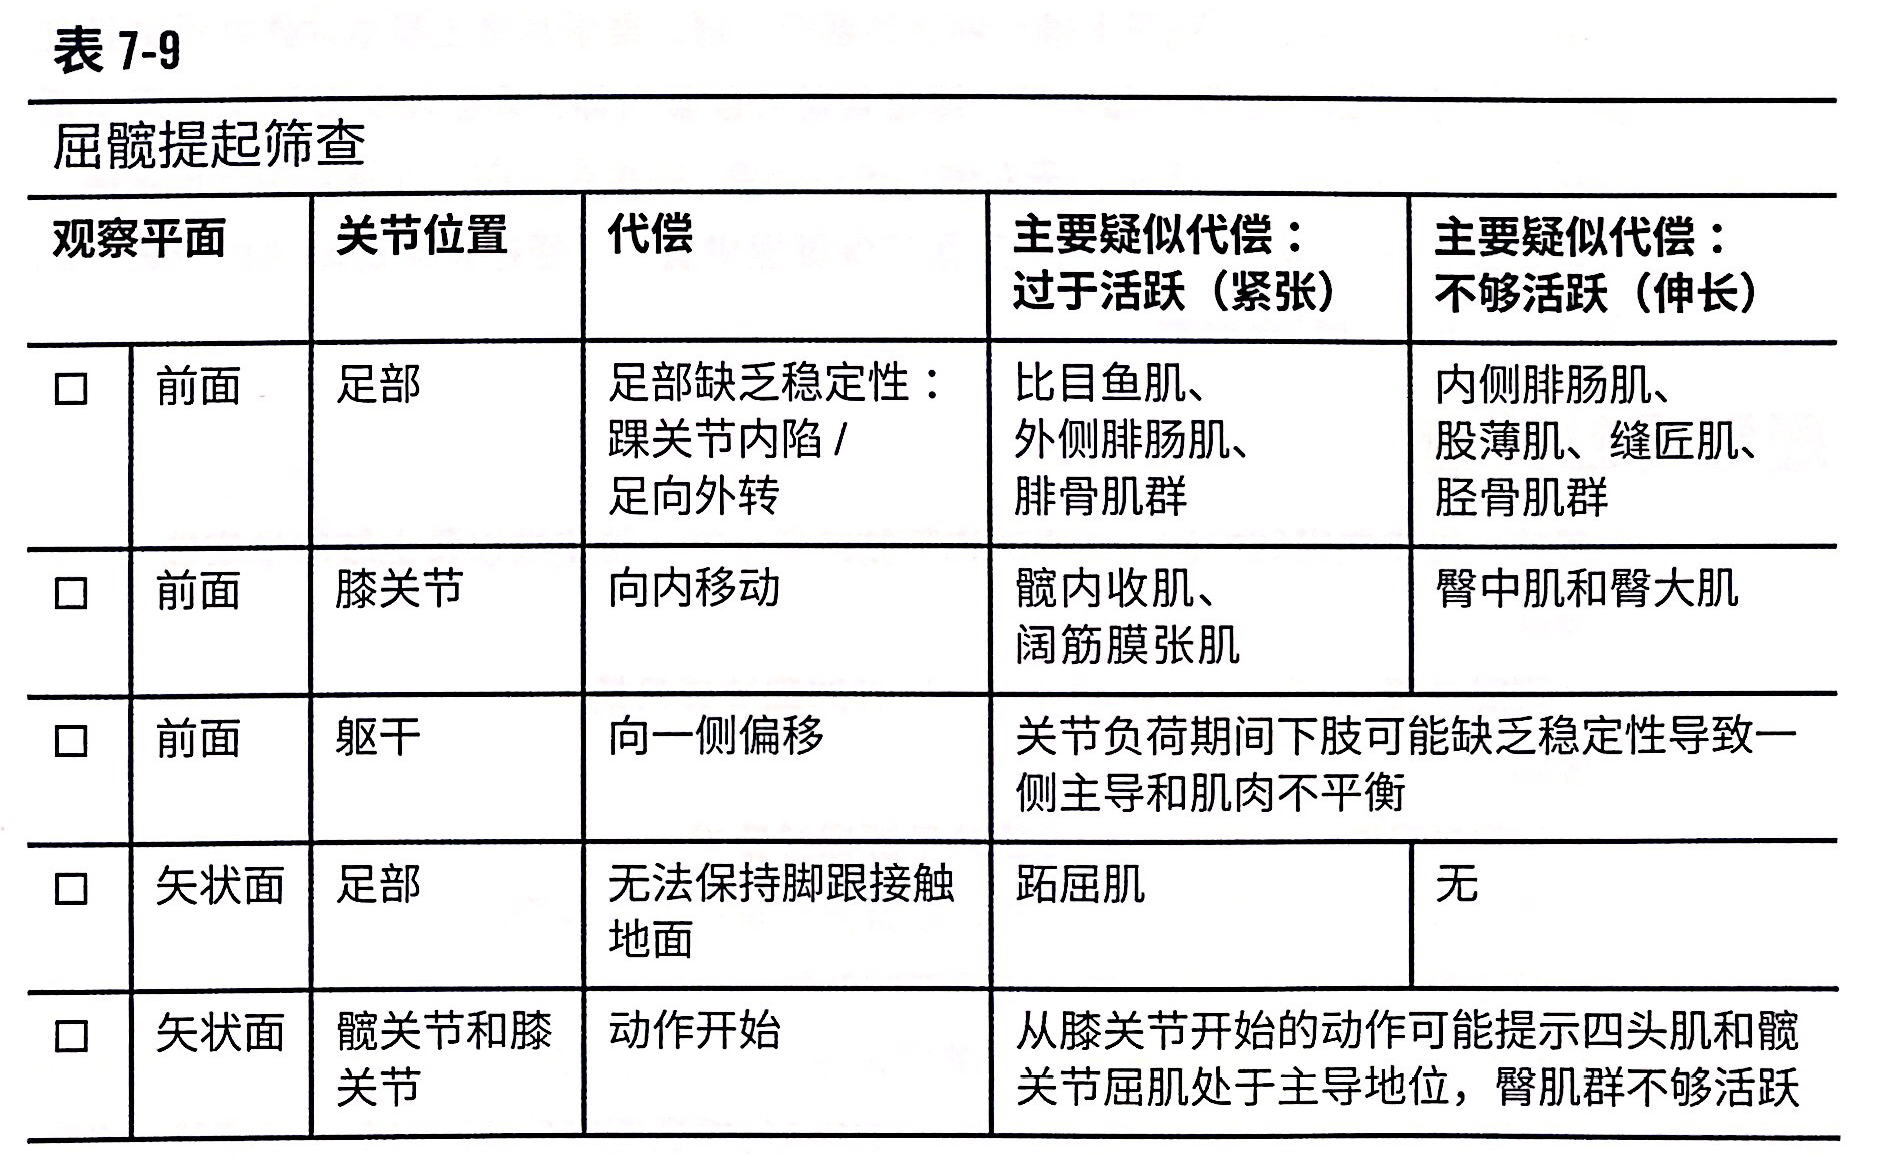 表 7-9
屈髋提起筛查
观察平面 关节位置 代偿 主要疑似代偿：过于活跃（紧张） 主要疑似代偿：不够活跃（伸长）
□ 前面 足部 足部缺乏稳定性：踝关节内陷 / 足向外转 比目鱼肌、外侧腓肠肌、腓骨肌群 内侧腓肠肌、股薄肌、缝匠肌、胫骨肌群
□ 前面 膝关节 向内移动 髋内收肌、阔筋膜张肌 臀中肌和臀大肌
□ 前面 躯干 向一侧偏移 关节负荷期间下肢可能缺乏稳定性导致一侧主导和肌肉不平衡
□ 矢状面 足部 无法保持脚跟接触地面 跖屈肌 无
□ 矢状面 髋关节和膝关节 动作开始 从膝关节开始的动作可能提示四头肌和髋关节屈肌处于主导地位，臀肌群不够活跃